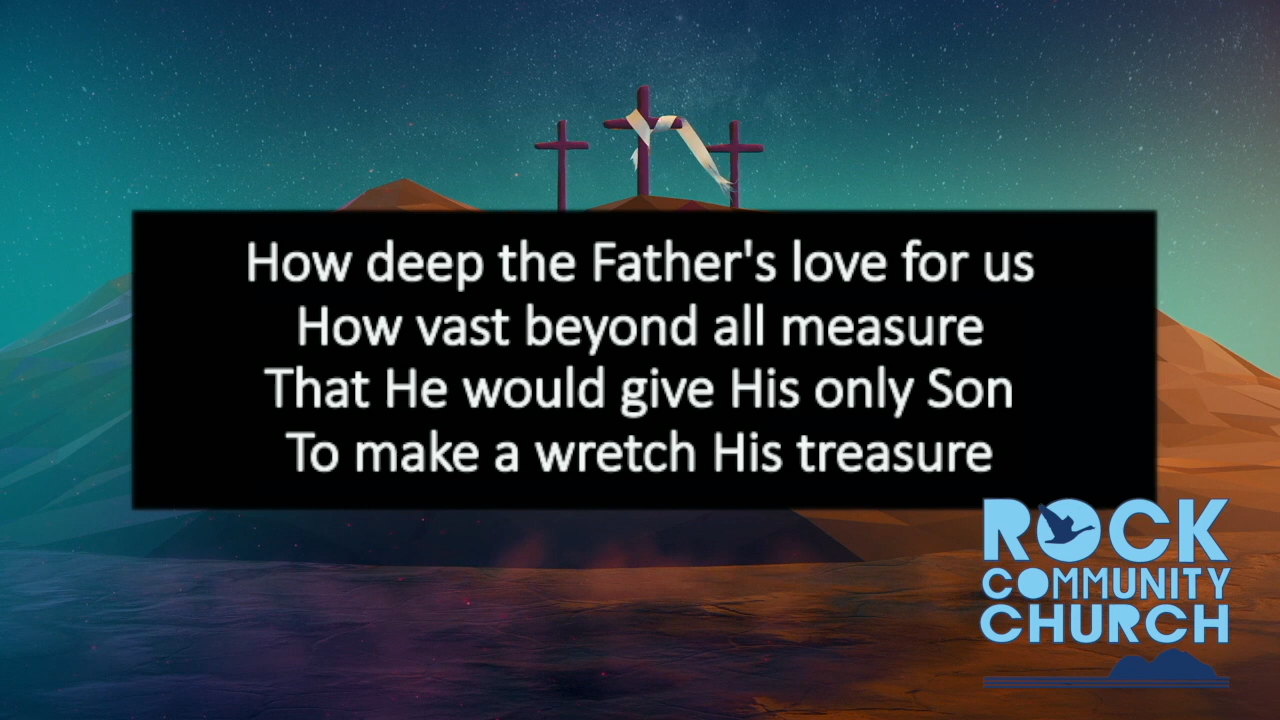 How deep the Father's love for us
How vast beyond all measure
That He would give His only Son
To make a wretch His treasure
ROCK
COMMUNITY
CHURCH